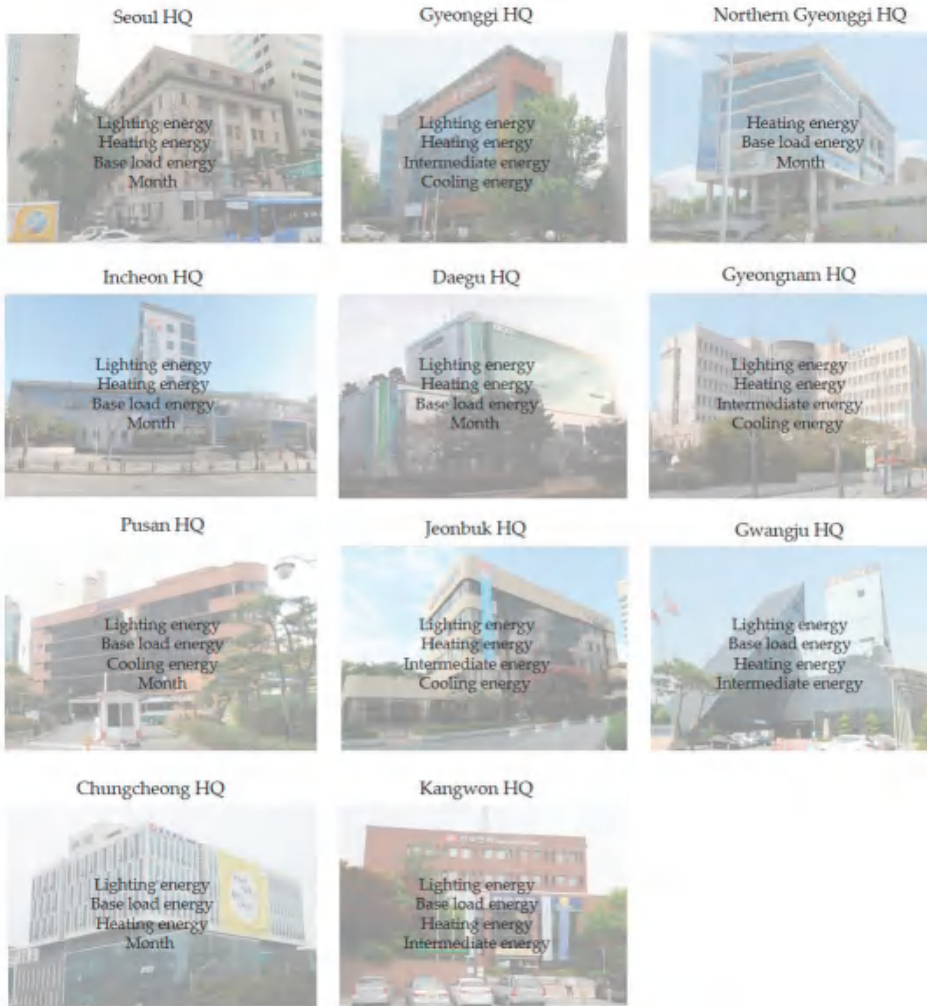 Seoul HQ
Lighting energy
Heating energy
Base load energy
Month
Gyeonggi HQ
Lighting energy
Heating energy
Intermediate energy
Cooling energy
Northern Gyeonggi HQ
Heating energy
Base load energy
Month
Incheon HQ
Lighting energy
Heating energy
Base load energy
Month
Daegu HQ
Lighting energy
Heating energy
Base load energy
Month
Gyeongnam HQ
Lighting energy
Heating energy
Intermediate energy
Cooling energy
Pusan HQ
Lighting energy
Base load energy
Cooling energy
Month
Jeonbuk HQ
Lighting energy
Heating energy
Intermediate energy
Cooling energy
Gwangju HQ
Lighting energy
Base load energy
Heating energy
Intermediate energy
Chungcheong HQ
Lighting energy
Base load energy
Heating energy
Month
Kangwon HQ
Lighting energy
Base load energy
Heating energy
Intermediate energy